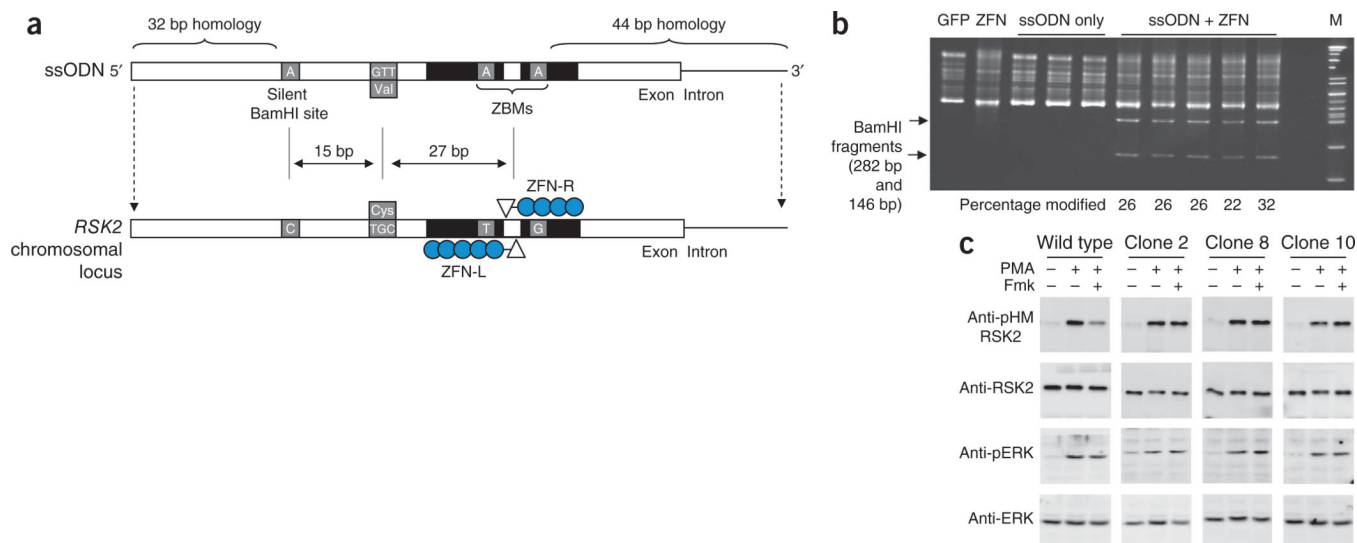 a
32 bp homology
44 bp homology
ssODN 5′
A
GTT
A
A
3′
Val
Silent
BamHI site
ZBMs
Exon Intron
15 bp
27 bp
ZFN-R
Cys
RSK2
chromosomal
locus
C
TGC
T
G
ZFN-L
Exon Intron
b
GFP ZFN ssODN only ssODN + ZFN M
BamHI
fragments
(282 bp
and
146 bp)
Percentage modified 26 26 26 22 32
c
Wild type Clone 2 Clone 8 Clone 10
PMA – + + – + + – + + – + +
Fmk – – + – – + – – + – – +
Anti-pHM
RSK2
Anti-RSK2
Anti-pERK
Anti-ERK